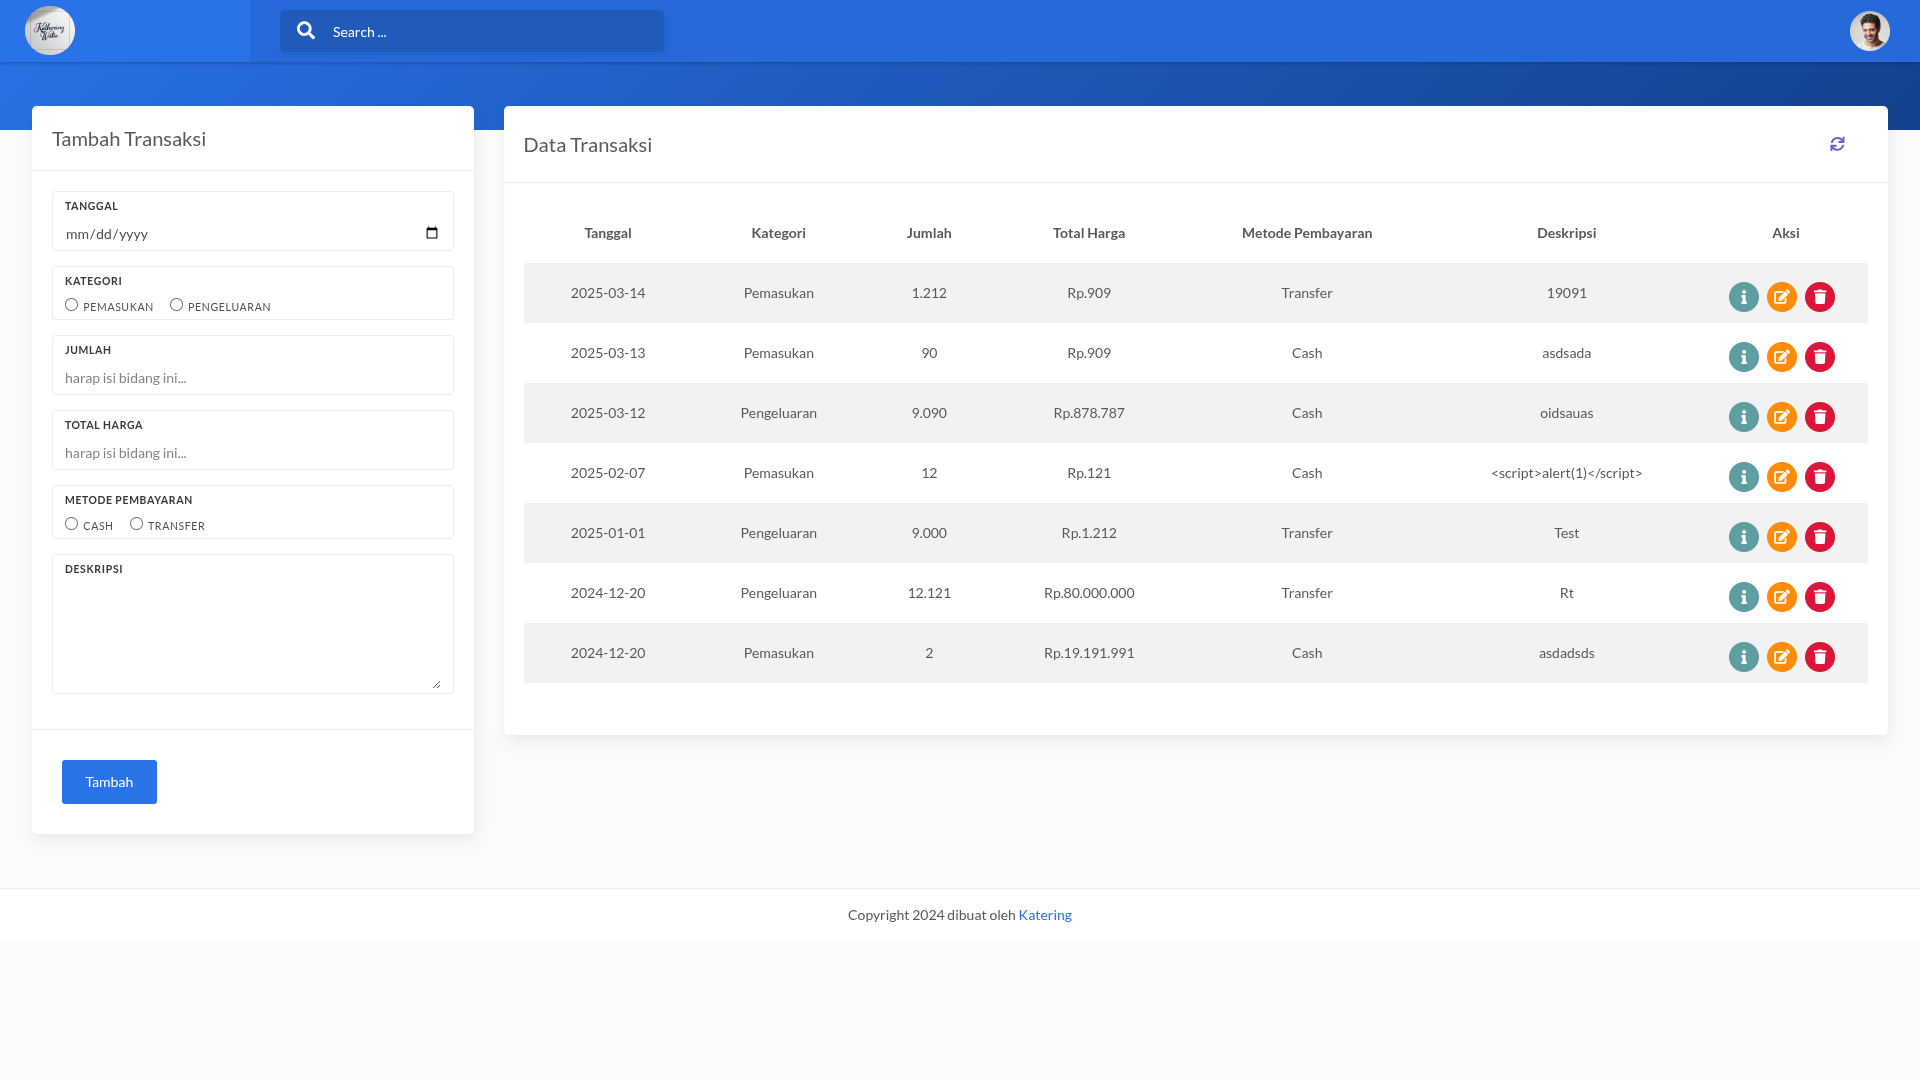 Katering Wulla
Search ...
Tambah Transaksi
TANGGAL
mm/dd/yyyy
KATEGORI
PEMASUKAN PENGELUARAN
JUMLAH
harap isi bidang ini...
TOTAL HARGA
harap isi bidang ini...
METODE PEMBAYARAN
CASH TRANSFER
DESKRIPSI
Tambah
Data Transaksi
Tanggal Kategori Jumlah Total Harga Metode Pembayaran Deskripsi Aksi
2025-03-14 Pemasukan 1.212 Rp.909 Transfer 19091
2025-03-13 Pemasukan 90 Rp.909 Cash asdsada
2025-03-12 Pengeluaran 9.090 Rp.878.787 Cash oidsauas
2025-02-07 Pemasukan 12 Rp.121 Cash <script>alert(1)</script>
2025-01-01 Pengeluaran 9.000 Rp.1.212 Transfer Test
2024-12-20 Pengeluaran 12.121 Rp.80.000.000 Transfer Rt
2024-12-20 Pemasukan 2 Rp.19.191.991 Cash asdadsds
Copyright 2024 dibuat oleh Katering